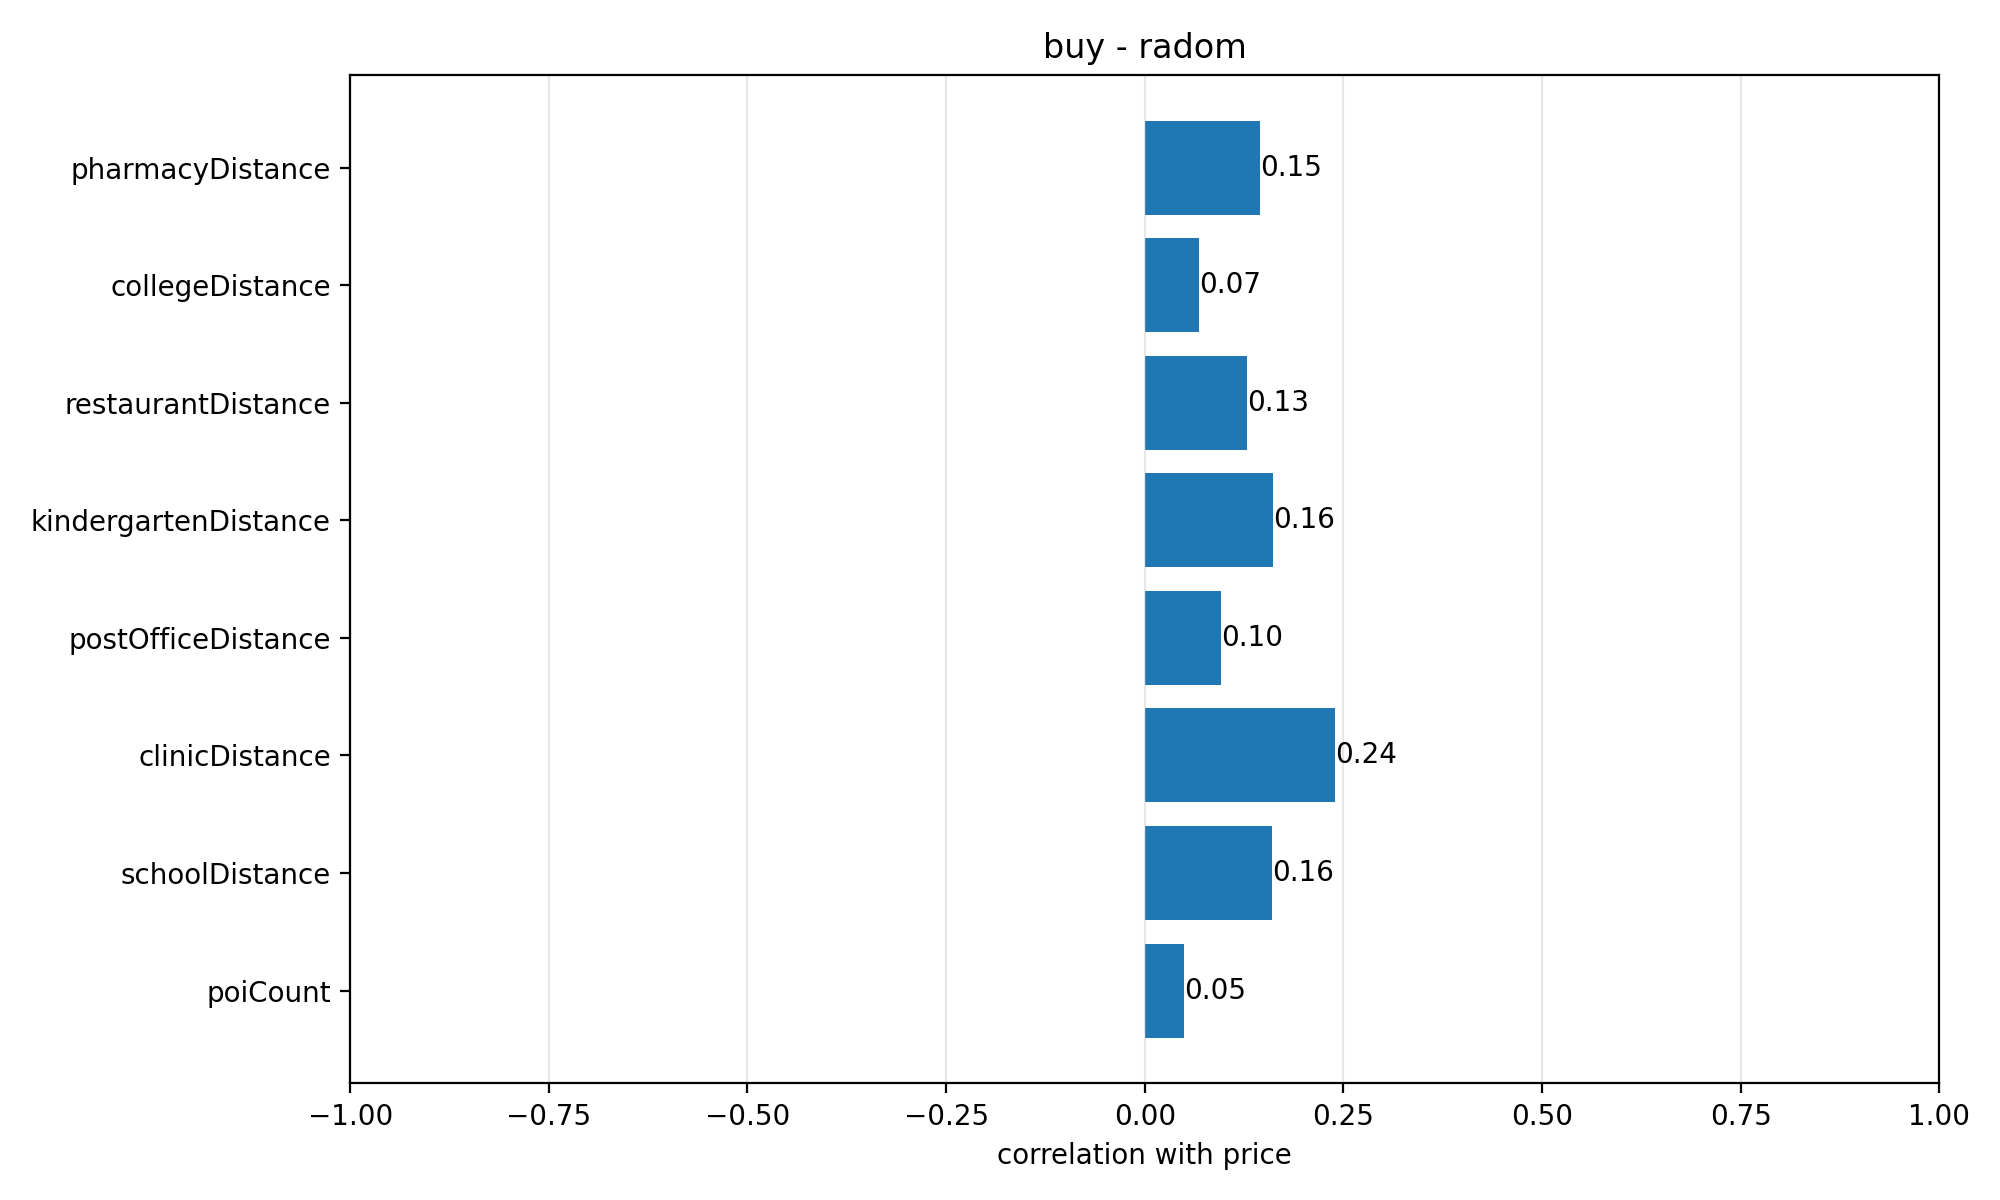 buy - radom
pharmacyDistance
0.15
collegeDistance
0.07
restaurantDistance
0.13
kindergartenDistance
0.16
postOfficeDistance
0.10
clinicDistance
0.24
schoolDistance
0.16
poiCount
0.05
−1.00 −0.75 −0.50 −0.25 0.00 0.25 0.50 0.75 1.00
correlation with price